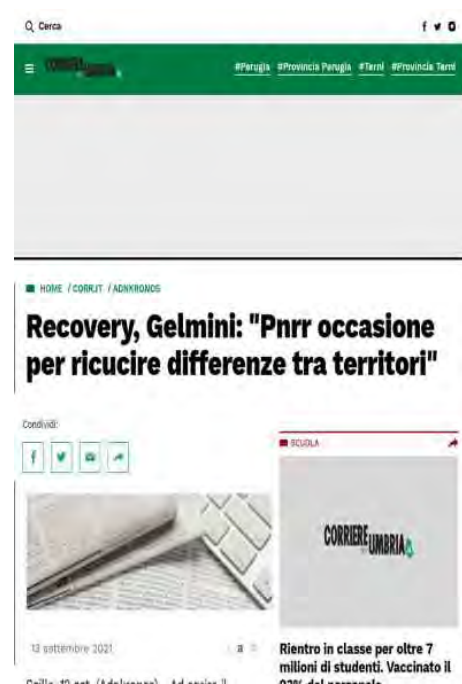 Cerca
CORRIERE UMBRIA
#Perugia #Provincia Perugia #Terni #Provincia Terni
HOME / CORR.IT / ADNKRONOS
Recovery, Gelmini: "Pnrr occasione
per ricucire differenze tra territori"
Condividi:
13 settembre 2021
a
SCUOLA
CORRIERE UMBRIA
Rientro in classe per oltre 7
milioni di studenti. Vaccinato il